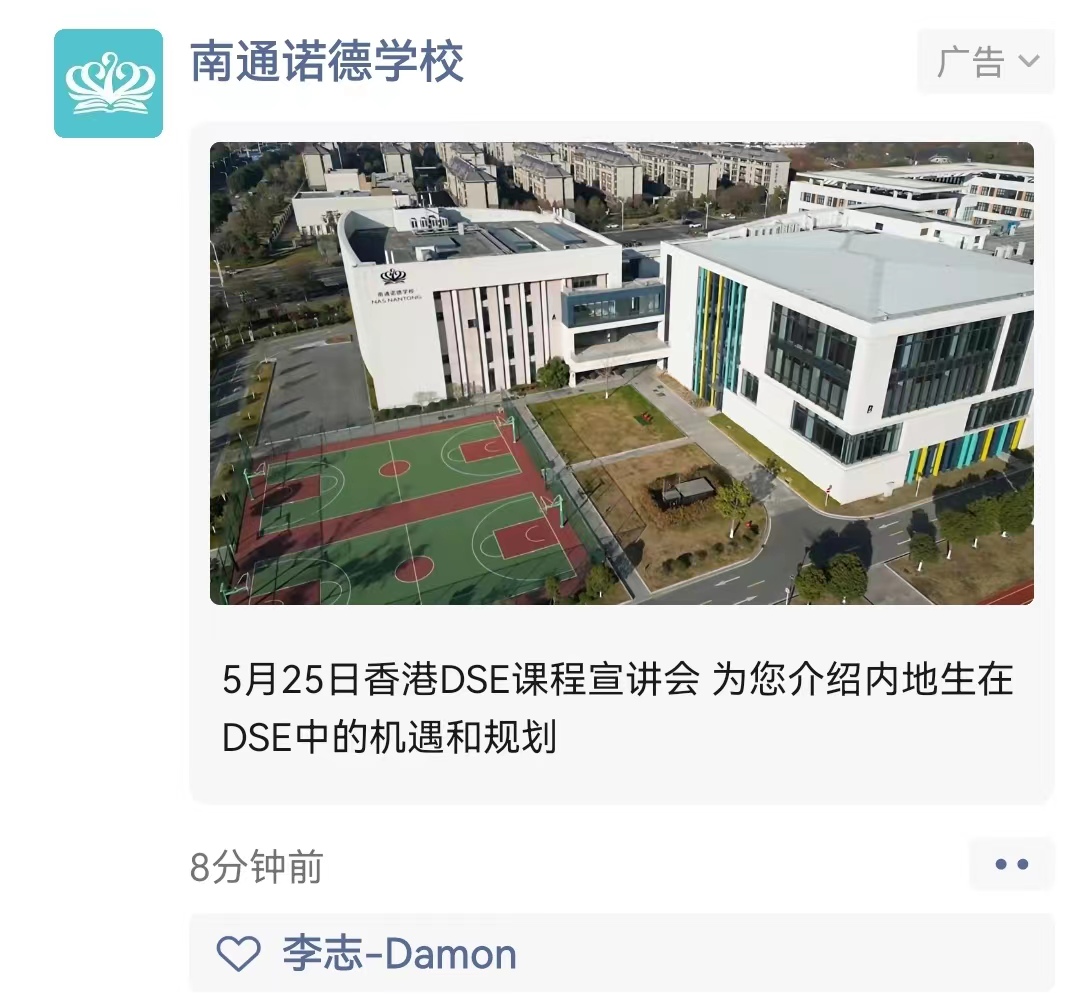 南通诺德学校
广告
南通诺德学校
NAS NANTONG
5月25日香港DSE课程宣讲会 为您介绍内地生在
DSE中的机遇和规划
8分钟前
李志-Damon